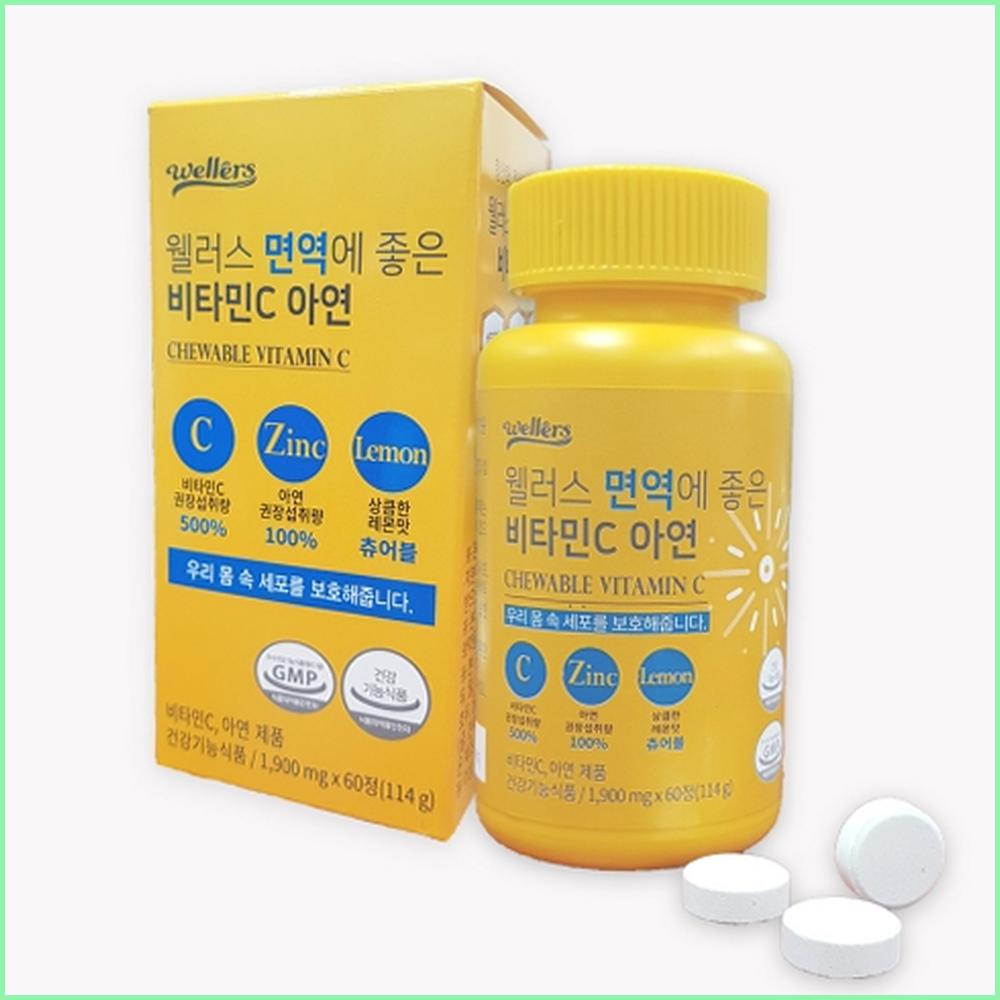 wellers
웰러스 면역에 좋은
비타민C 아연
CHEWABLE VITAMIN C
C
비타민C
권장섭취량
500%
Zinc
아연
권장섭취량
100%
Lemon
상큼한
레몬맛
츄어블
우리 몸 속 세포를 보호해줍니다.
GMP
건강
기능식품
비타민C, 아연 제품
건강기능식품 / 1,900 mg x 60정(114 g)
wellers
웰러스 면역에 좋은
비타민C 아연
CHEWABLE VITAMIN C
우리 몸 속 세포를 보호해줍니다.
C
비타민C
권장섭취량
500%
Zinc
아연
권장섭취량
100%
Lemon
상큼한
레몬맛
츄어블
GMP
비타민C, 아연 제품
건강기능식품 / 1,900 mg x 60정(114 g)